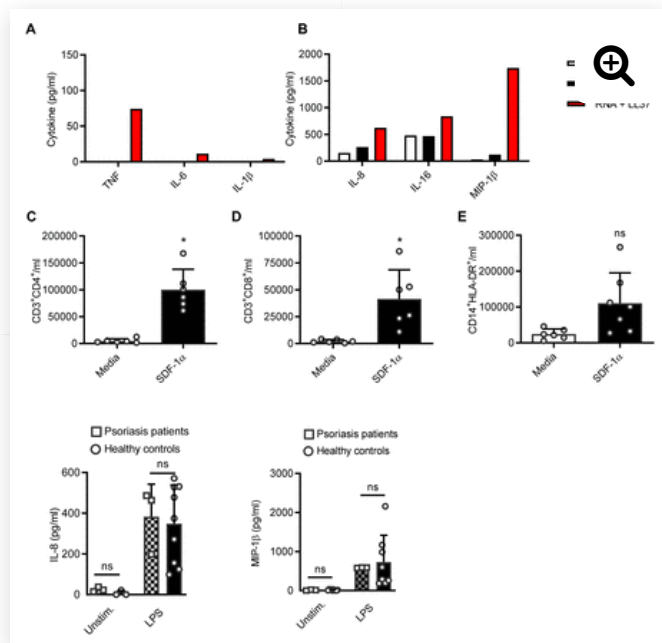 A
150
100
50
0
Cytokine (pg/ml)
TNF
IL-6
IL-1β
B
2000
1500
1000
500
0
Cytokine (pg/ml)
IL-8
IL-16
MIP-1β
RNA + LL37
C
200000
150000
100000
50000
0
CD3+CD4+/ml
*
Media
SDF-1α
D
100000
75000
50000
25000
0
CD3+CD8+/ml
*
Media
SDF-1α
E
300000
200000
100000
0
CD14+HLA-DR+/ml
ns
Media
SDF-1α
Psoriasis patients
Healthy controls
600
400
200
0
IL-8 (pg/ml)
ns
ns
Unstim.
LPS
Psoriasis patients
Healthy controls
3000
2000
1000
0
MIP-1β (pg/ml)
ns
ns
Unstim.
LPS